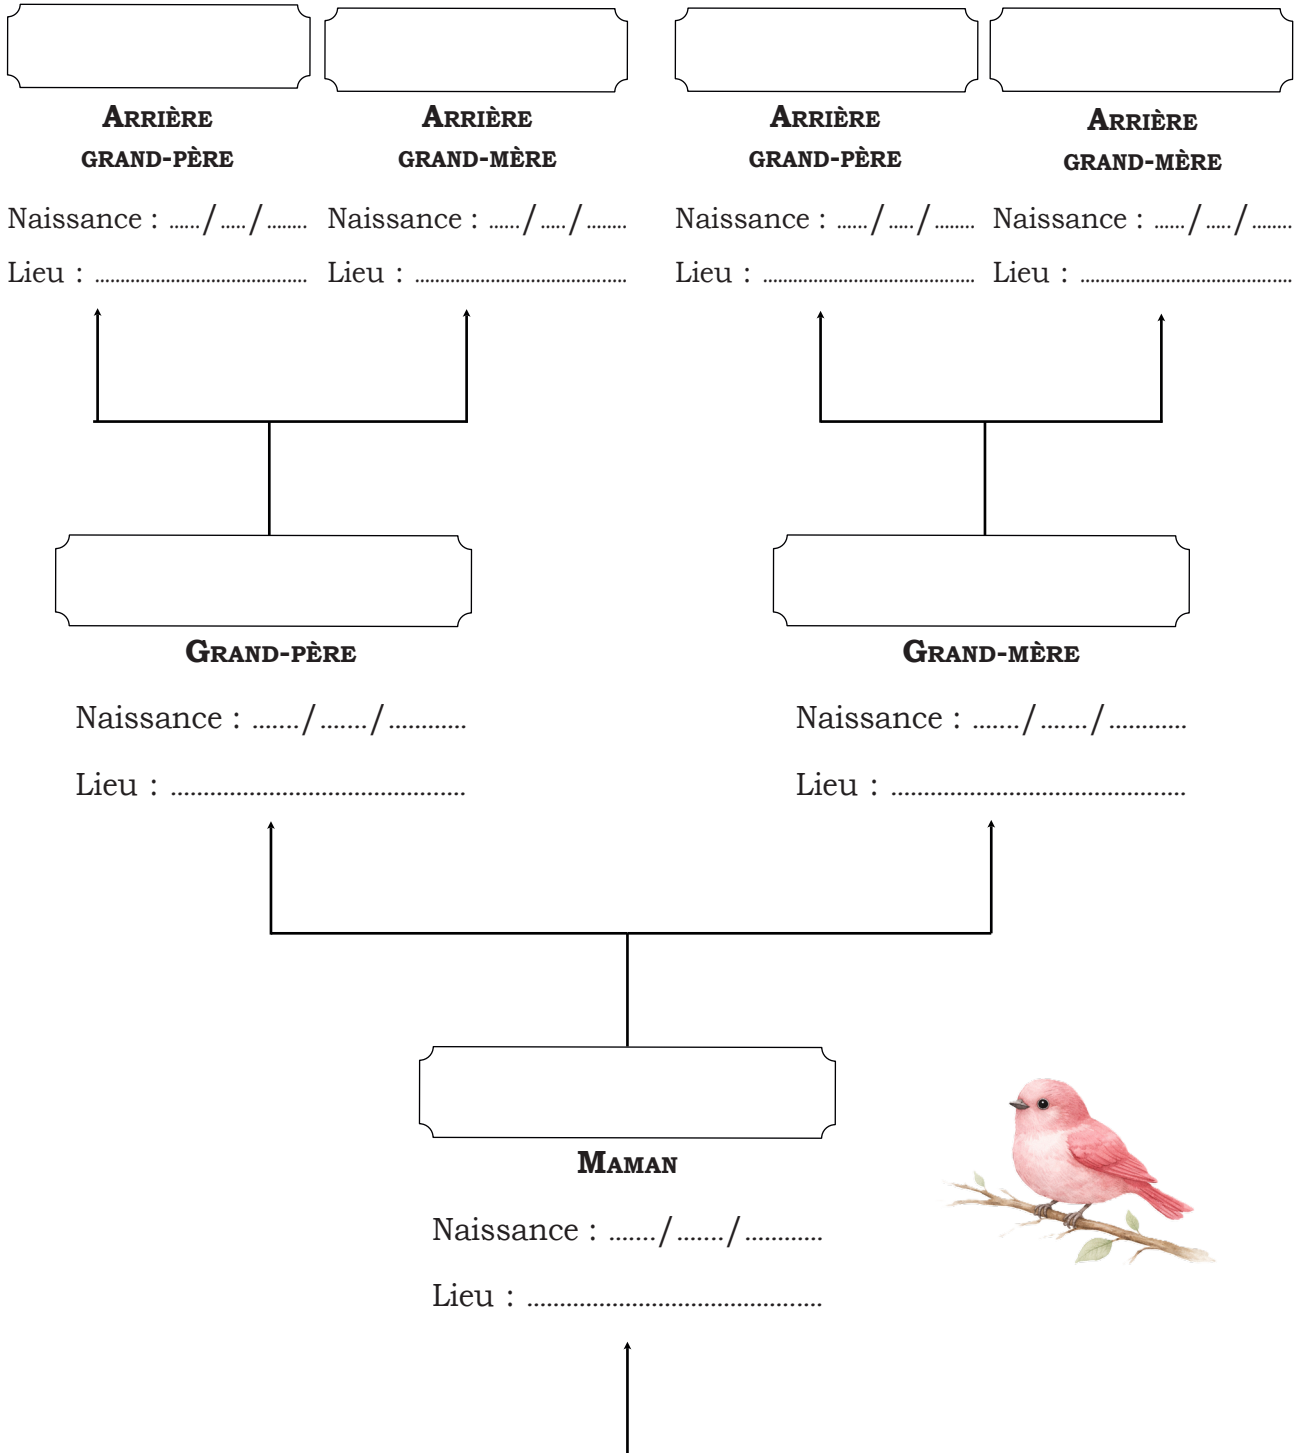 Arrière grand-père
Arrière grand-mère
Arrière grand-père
Arrière grand-mère
Naissance : ....../...../........ Naissance : ....../...../........ Naissance : ....../...../........ Naissance : ....../...../........
Lieu : .......................................... Lieu : .......................................... Lieu : .......................................... Lieu : ..........................................
Grand-père
Grand-mère
Naissance : ......./......./............ Naissance : ......./......./............
Lieu : ............................................. Lieu : .............................................
Maman
Naissance : ......./......./............
Lieu : .............................................